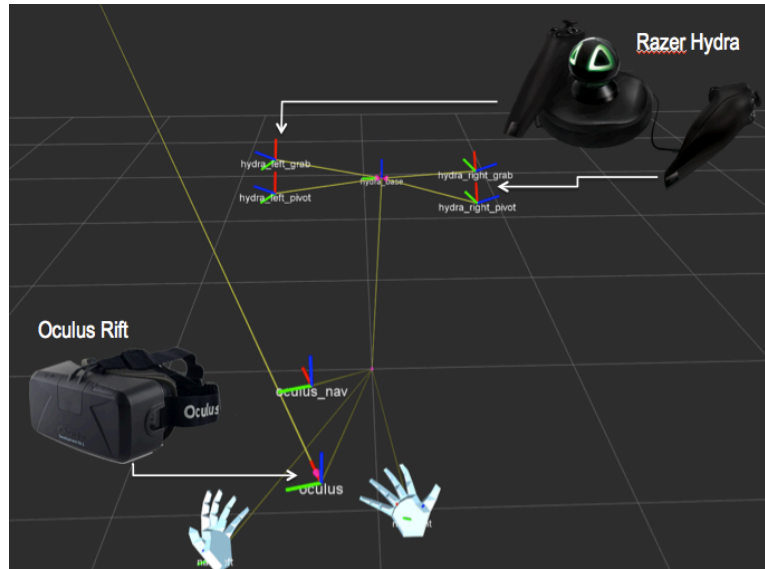 Razer Hydra
hydra_left_grab
hydra_base
hydra_right_grab
hydra_left_pivot
hydra_right_pivot
Oculus Rift
oculus_nav
Oculus
oculus